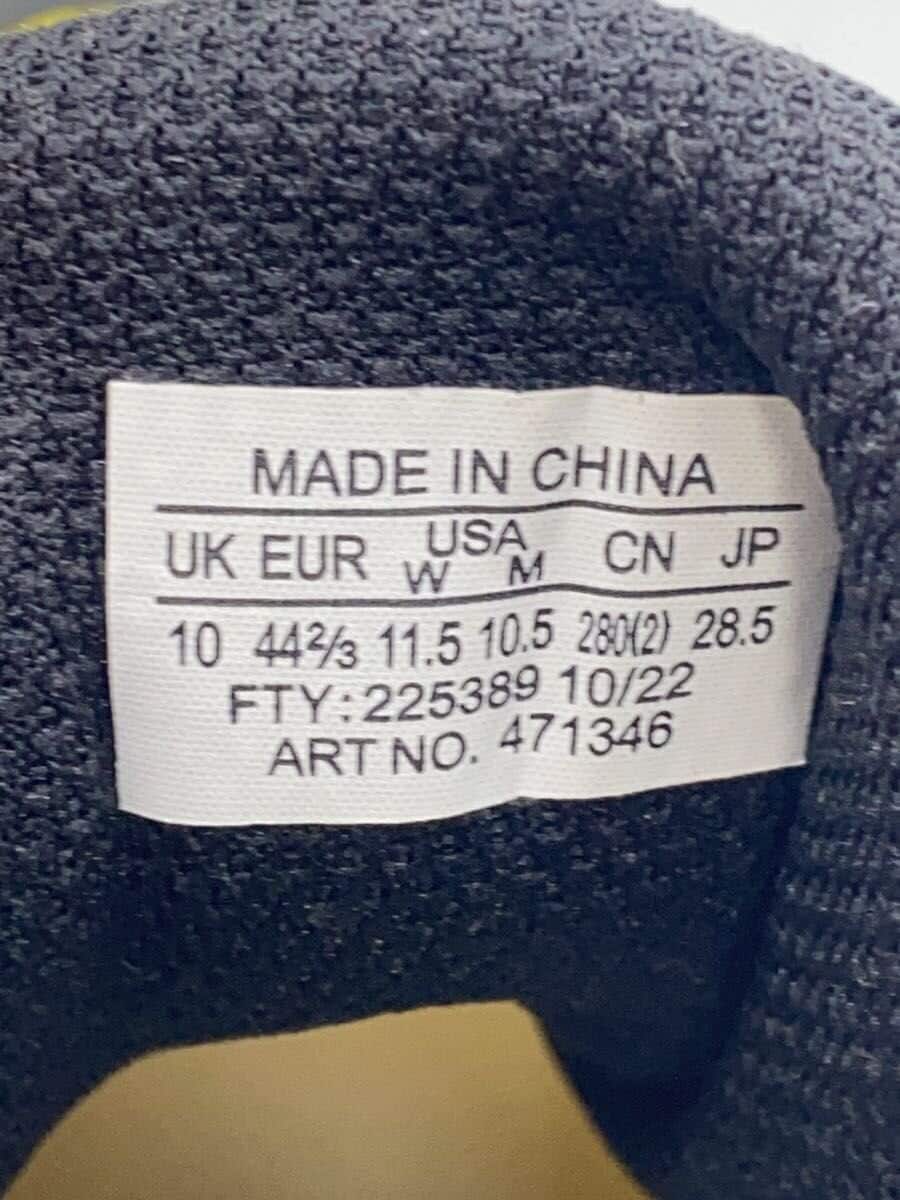 MADE IN CHINA
UK EUR USA CN JP
W M
10 44⅔ 11.5 10.5 280(2) 28.5
FTY: 225389 10/22
ART NO. 471346